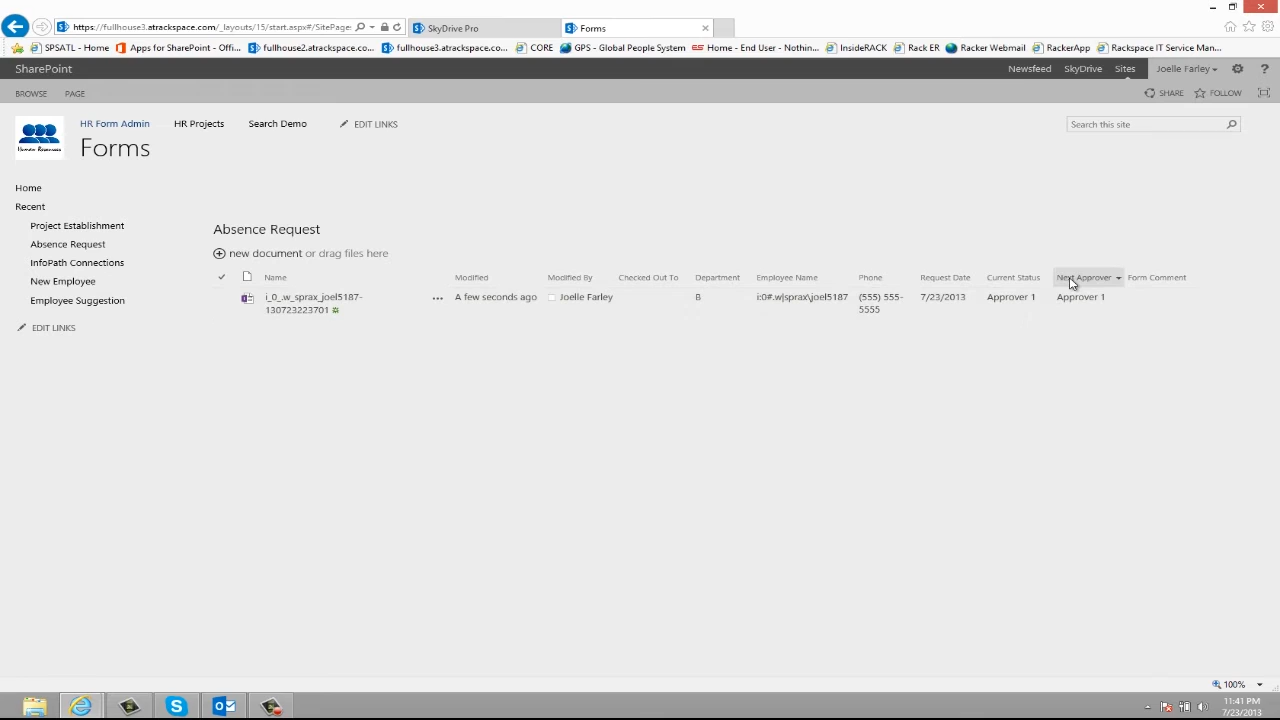 https://fullhouse3.atrackspace.com/_layouts/15/start.aspx#/SitePage:
SkyDrive Pro
Forms
SPSATL - Home
Apps for SharePoint - Offi...
fullhouse2.atrackspace.com...
fullhouse3.atrackspace.com...
CORE
GPS - Global People System
Home - End User - Nothin...
InsideRACK
Rack ER
Racker Webmail
RackerApp
Rackspace IT Service Man...
SharePoint
Newsfeed
SkyDrive
Sites
Joelle Farley
?
BROWSE
PAGE
SHARE
FOLLOW
Human Resources
HR Form Admin
HR Projects
Search Demo
EDIT LINKS
Search this site
Forms
Home
Recent
Project Establishment
Absence Request
InfoPath Connections
New Employee
Employee Suggestion
EDIT LINKS
Absence Request
new document or drag files here
Name
Modified
Modified By
Checked Out To
Department
Employee Name
Phone
Request Date
Current Status
Next Approver
Form Comment
i_0_.w_sprax_joel5187-
130723223701
...
A few seconds ago
Joelle Farley
B
i:0#.w|sprax\joel5187
(555) 555-
5555
7/23/2013
Approver 1
Approver 1
100%
11:41 PM
7/23/2013